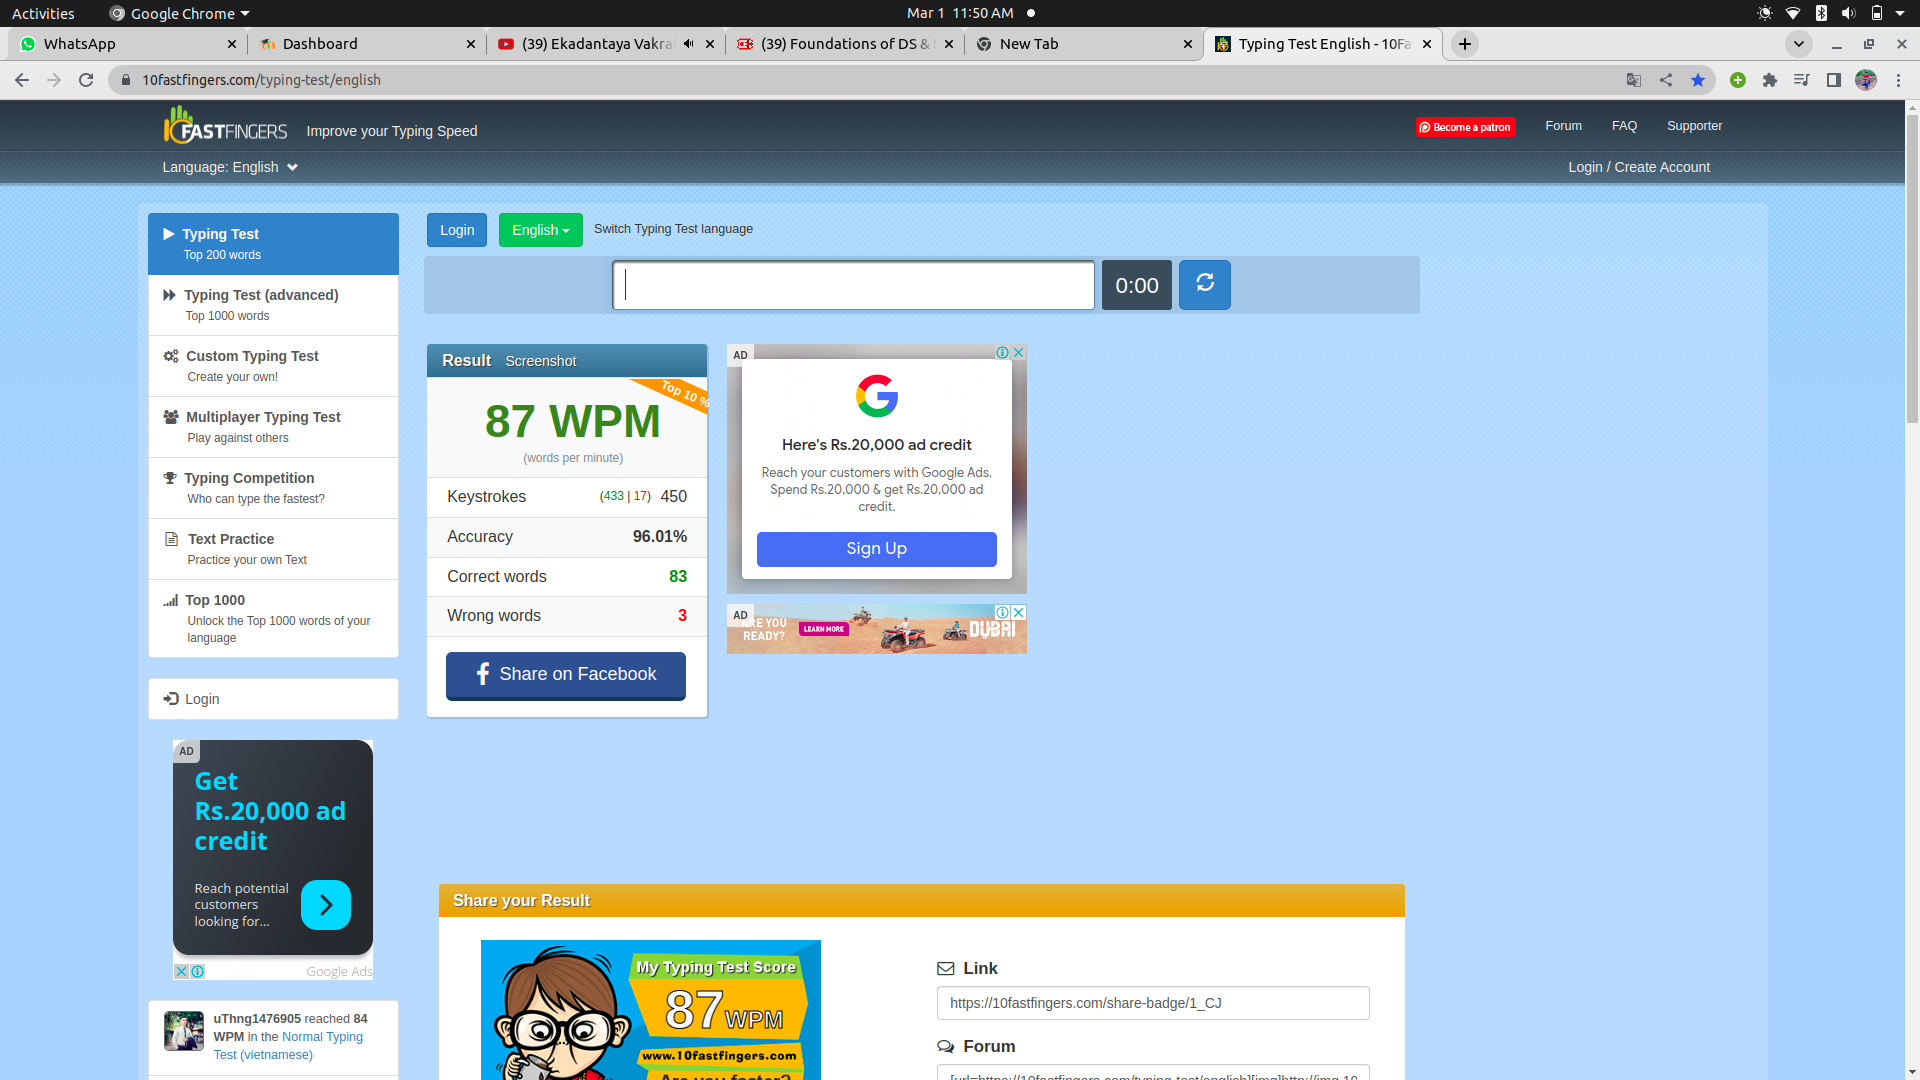 Activities
Google Chrome
Mar 1 11:50 AM
WhatsApp
Dashboard
(39) Ekadantaya Vakra
(39) Foundations of DS &
New Tab
Typing Test English - 10Fa
10fastfingers.com/typing-test/english
10FASTFINGERS
Improve your Typing Speed
Become a patron
Forum
FAQ
Supporter
Language: English
Login / Create Account
Typing Test
Top 200 words
Typing Test (advanced)
Top 1000 words
Custom Typing Test
Create your own!
Multiplayer Typing Test
Play against others
Typing Competition
Who can type the fastest?
Text Practice
Practice your own Text
Top 1000
Unlock the Top 1000 words of your
language
Login
AD
Get
Rs.20,000 ad
credit
Reach potential
customers
looking for...
Google Ads
uThng1476905 reached 84
WPM in the Normal Typing
Test (vietnamese)
Login
English
Switch Typing Test language
0:00
Result Screenshot
Top 10 %
87 WPM
(words per minute)
Keystrokes (433 | 17) 450
Accuracy 96.01%
Correct words 83
Wrong words 3
Share on Facebook
AD
Here's Rs.20,000 ad credit
Reach your customers with Google Ads.
Spend Rs.20,000 & get Rs.20,000 ad
credit.
Sign Up
AD
ARE YOU
READY?
LEARN MORE
DUBAI
Share your Result
My Typing Test Score
87 WPM
www.10fastfingers.com
Are you faster?
Link
https://10fastfingers.com/share-badge/1_CJ
Forum
[url=https://10fastfingers.com/typing-test/english][img]http://img.10